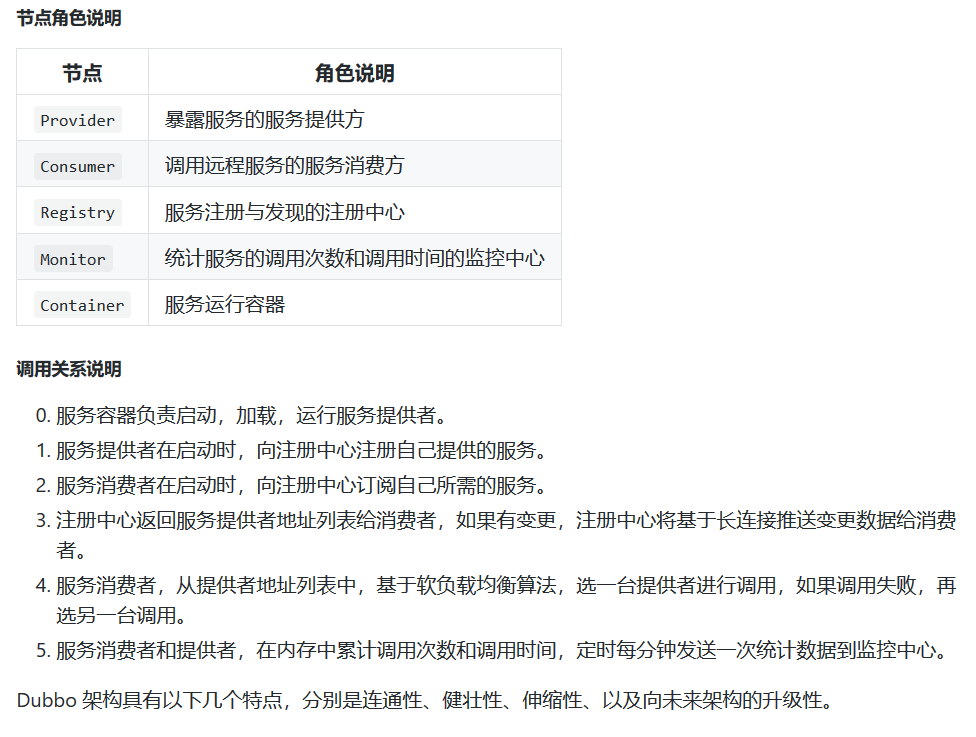 节点角色说明
节点 角色说明
Provider 暴露服务的服务提供方
Consumer 调用远程服务的服务消费方
Registry 服务注册与发现的注册中心
Monitor 统计服务的调用次数和调用时间的监控中心
Container 服务运行容器
调用关系说明
0. 服务容器负责启动，加载，运行服务提供者。
1. 服务提供者在启动时，向注册中心注册自己提供的服务。
2. 服务消费者在启动时，向注册中心订阅自己所需的服务。
3. 注册中心返回服务提供者地址列表给消费者，如果有变更，注册中心将基于长连接推送变更数据给消费
者。
4. 服务消费者，从提供者地址列表中，基于软负载均衡算法，选一台提供者进行调用，如果调用失败，再
选另一台调用。
5. 服务消费者和提供者，在内存中累计调用次数和调用时间，定时每分钟发送一次统计数据到监控中心。
Dubbo 架构具有以下几个特点，分别是连通性、健壮性、伸缩性、以及向未来架构的升级性。